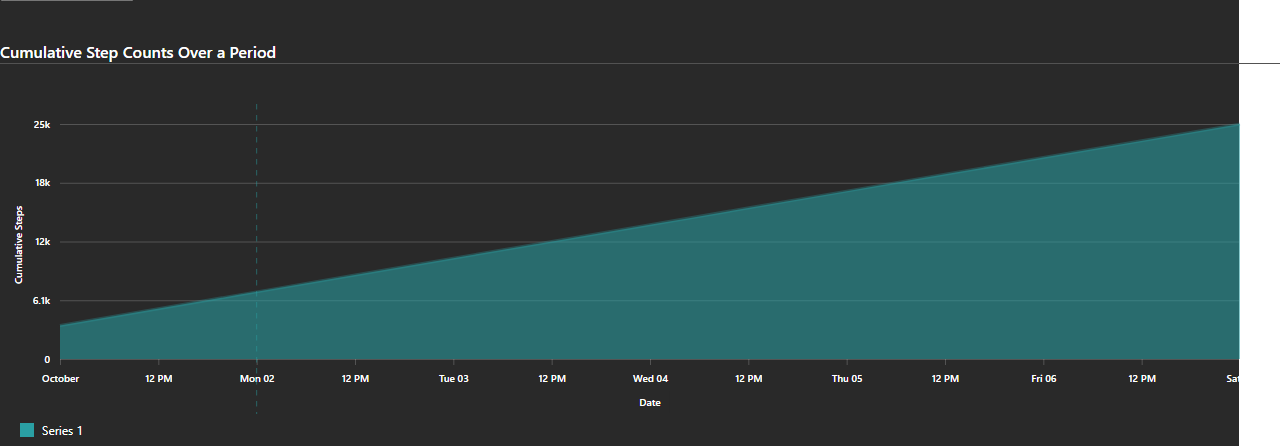 Cumulative Step Counts Over a Period
25k
18k
12k
6.1k
0
Cumulative Steps
October 12 PM Mon 02 12 PM Tue 03 12 PM Wed 04 12 PM Thu 05 12 PM Fri 06 12 PM Sat
Date
Series 1